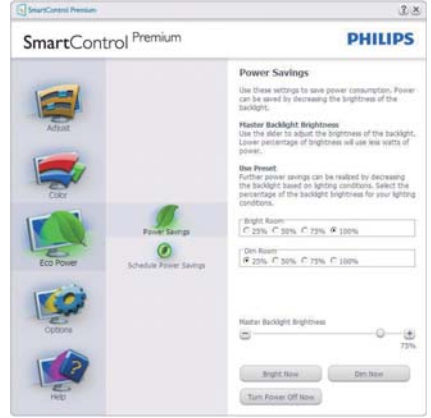 SmartControl Premium
SmartControl Premium
PHILIPS
Adjust
Color
Eco Power
Options
Help
Power Savings
Schedule Power Savings
Power Savings
Use these settings to save power consumption. Power
can be saved by decreasing the brightness of the
backlight.
Master Backlight Brightness
Use the slider to adjust the brightness of the backlight.
Lower percentage of brightness will use less watts of
power.
Use Preset
Further power savings can be realized by decreasing
the backlight based on lighting conditions. Select the
percentage of the backlight brightness for your lighting
conditions.
Bright Room
25% 50% 75% 100%
Dim Room
25% 50% 75% 100%
Master Backlight Brightness
75%
Bright Now
Dim Now
Turn Power Off Now